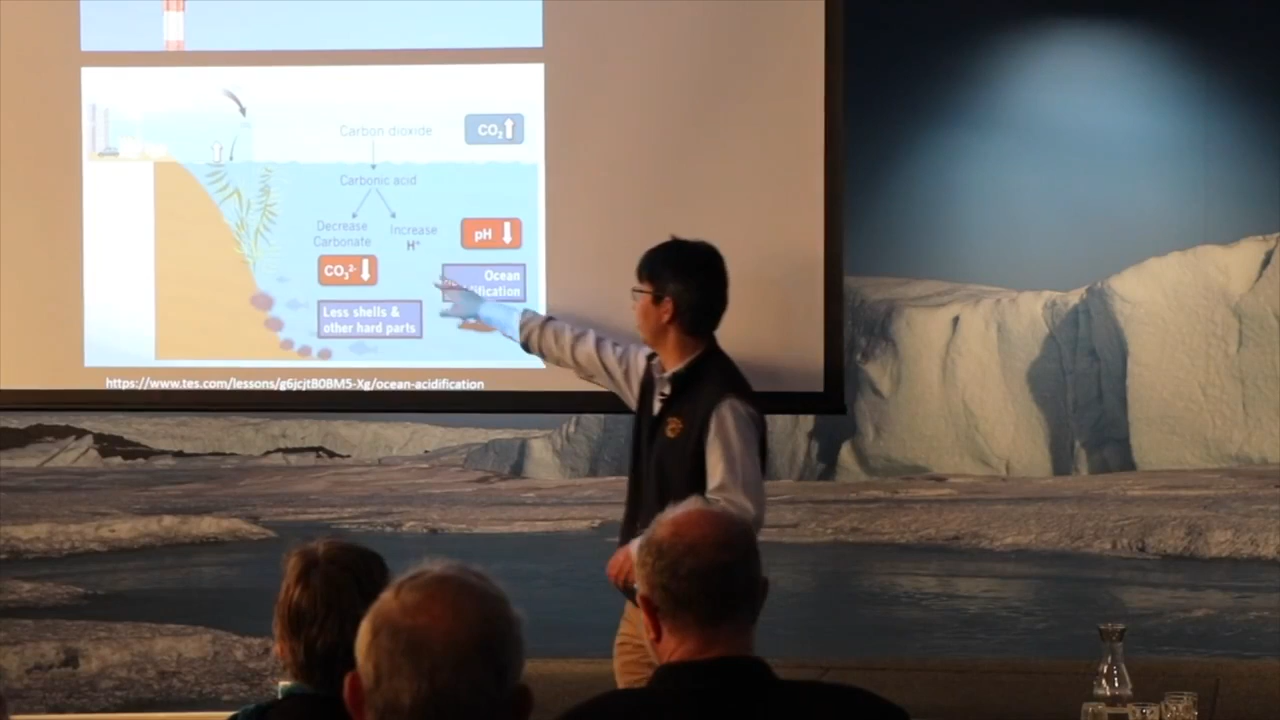 Carbon dioxide
CO₂
Carbonic acid
Decrease
Carbonate
Increase
H⁺
pH
CO₃²⁻
Ocean
Less shells &
other hard parts
https://www.tes.com/lessons/g6jcjtB0BM5-Xg/ocean-acidification